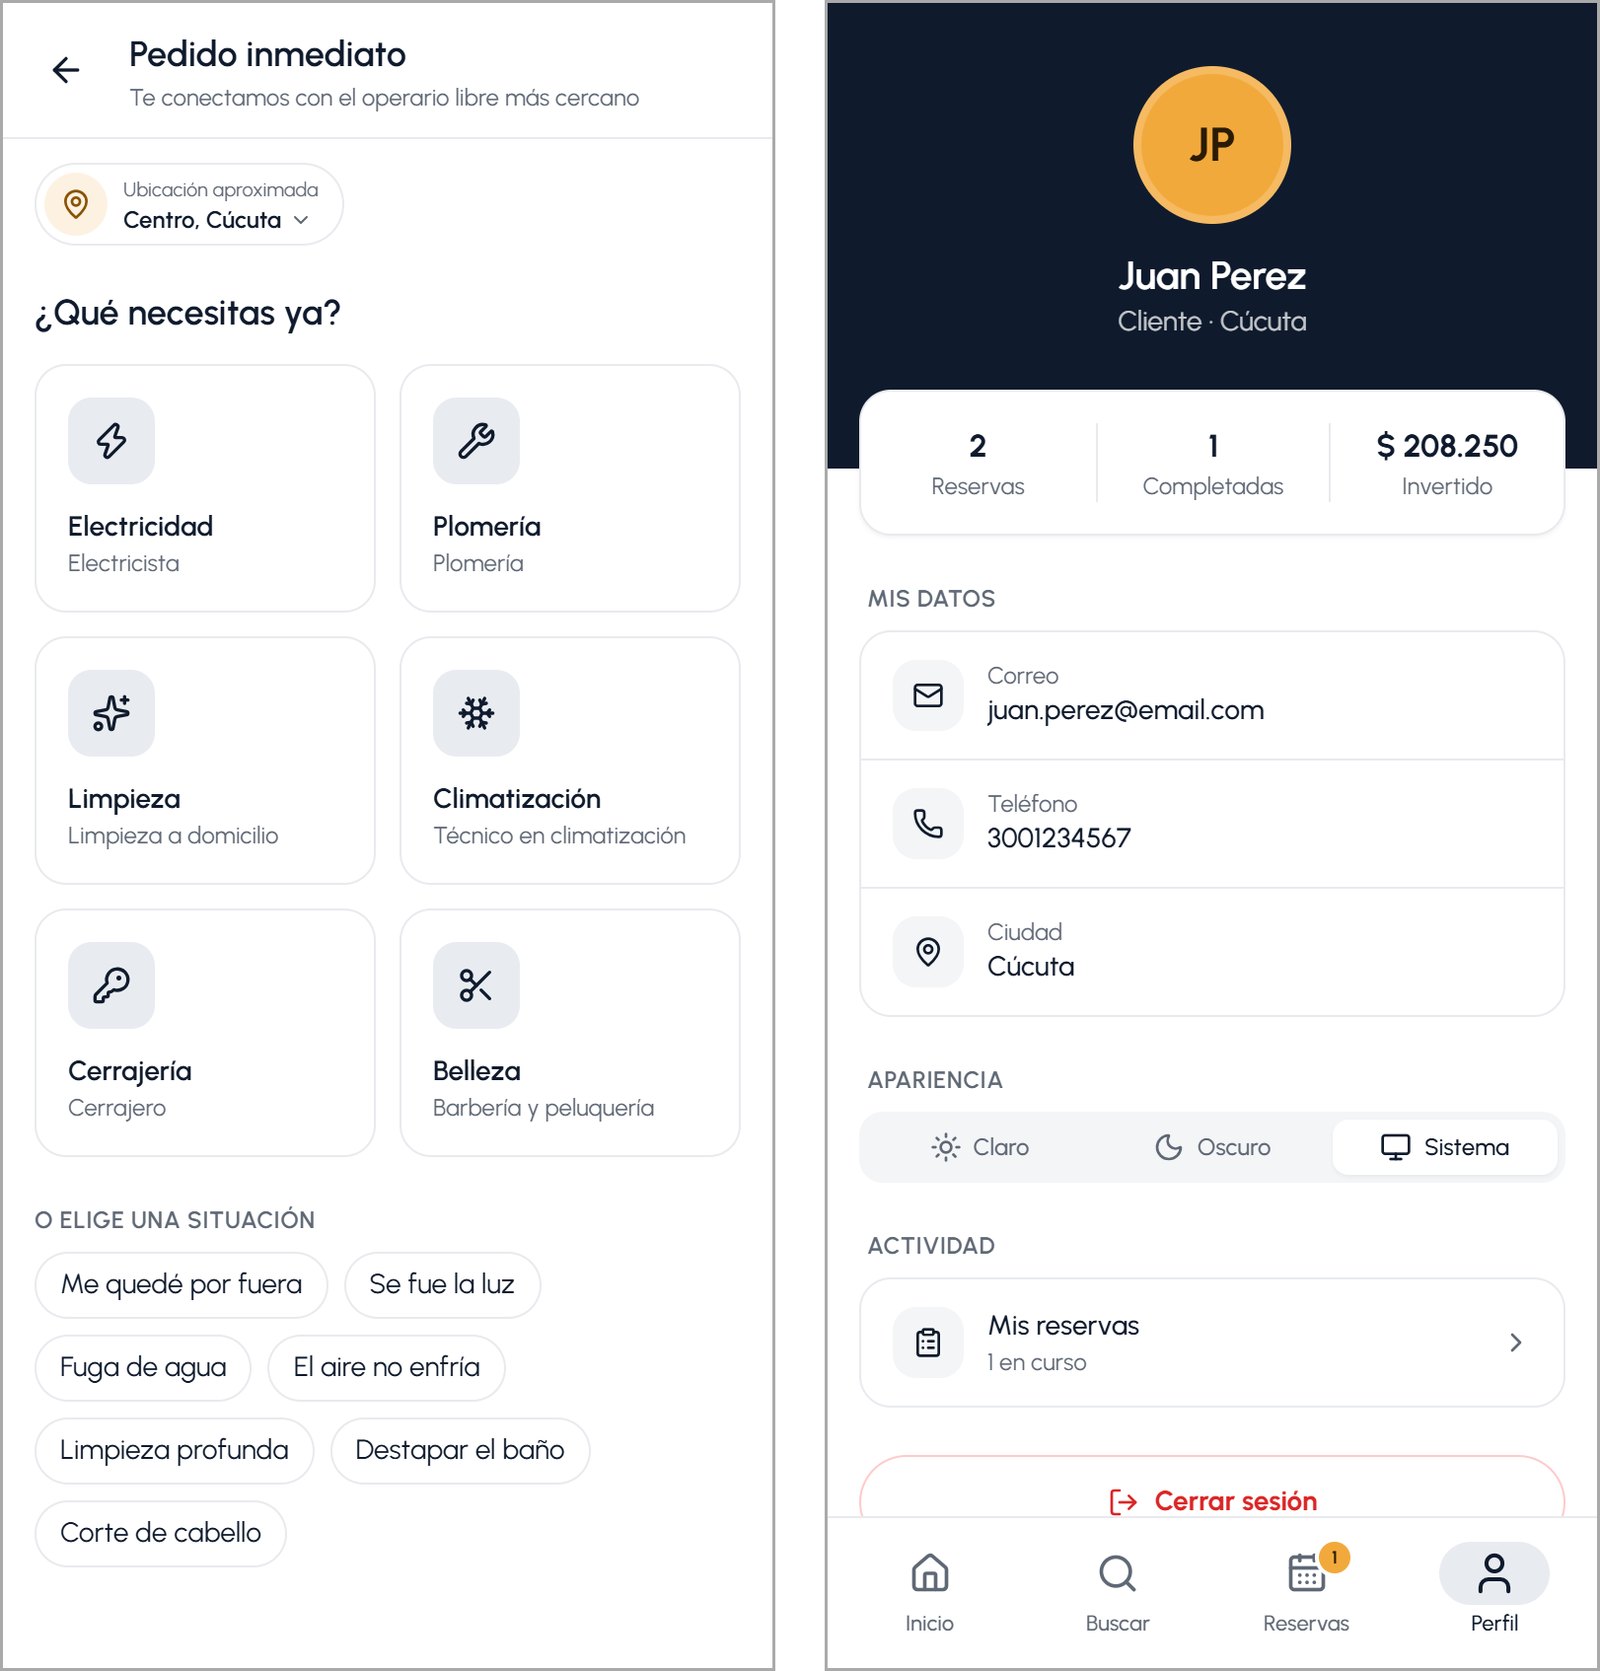 Pedido inmediato
Te conectamos con el operario libre más cercano
Ubicación aproximada
Centro, Cúcuta
¿Qué necesitas ya?
Electricidad
Electricista
Plomería
Plomería
Limpieza
Limpieza a domicilio
Climatización
Técnico en climatización
Cerrajería
Cerrajero
Belleza
Barbería y peluquería
O ELIGE UNA SITUACIÓN
Me quedé por fuera
Se fue la luz
Fuga de agua
El aire no enfría
Limpieza profunda
Destapar el baño
Corte de cabello
JP
Juan Perez
Cliente · Cúcuta
2
Reservas
1
Completadas
$ 208.250
Invertido
MIS DATOS
Correo
juan.perez@email.com
Teléfono
3001234567
Ciudad
Cúcuta
APARIENCIA
Claro
Oscuro
Sistema
ACTIVIDAD
Mis reservas
1 en curso
Cerrar sesión
Inicio
Buscar
1
Reservas
Perfil